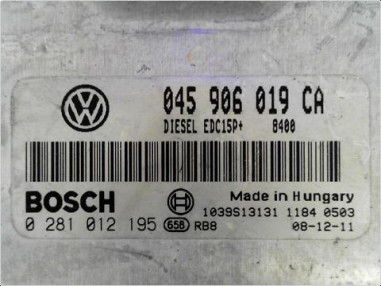 045 906 019 CA
DIESEL EDC15P+ 8400
BOSCH
Made in Hungary
1039S13131 1184 0503
0 281 012 195 658 RB8 08-12-11